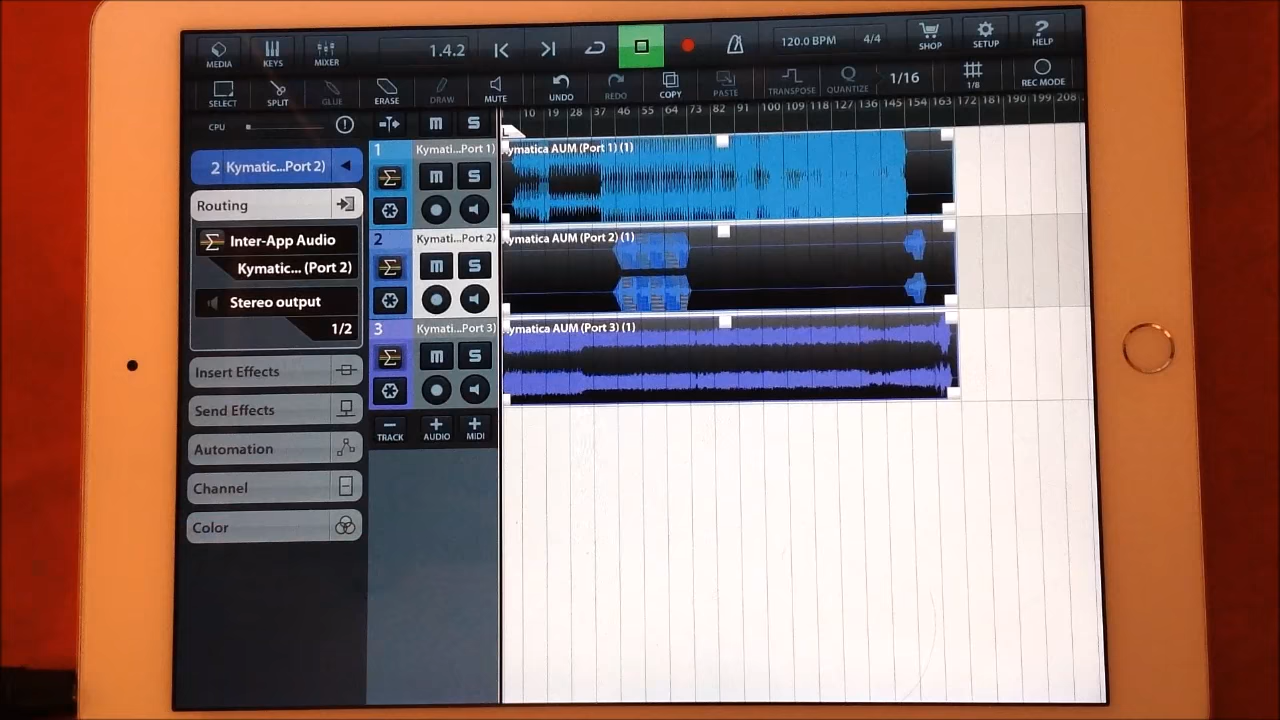 MEDIA KEYS MIXER 1.4.2 120.0 BPM 4/4 SHOP SETUP HELP
SELECT SPLIT GLUE ERASE DRAW MUTE UNDO REDO COPY PASTE TRANSPOSE QUANTIZE 1/16 1/8 REC MODE
10 19 28 37 46 55 64 73 82 91 100 109 118 127 136 145 154 163 172 181 190 199 208
CPU M S
L
2 Kymatic...Port 2)
Routing
Inter-App Audio
Kymatic... (Port 2)
Stereo output
1/2
Insert Effects
Send Effects
Automation
Channel
Color
1 Kymati...Port 1)
M S
2 Kymati...Port 2)
M S
3 Kymati...Port 3)
M S
TRACK AUDIO MIDI
Kymatica AUM (Port 1) (1)
Kymatica AUM (Port 2) (1)
Kymatica AUM (Port 3) (1)